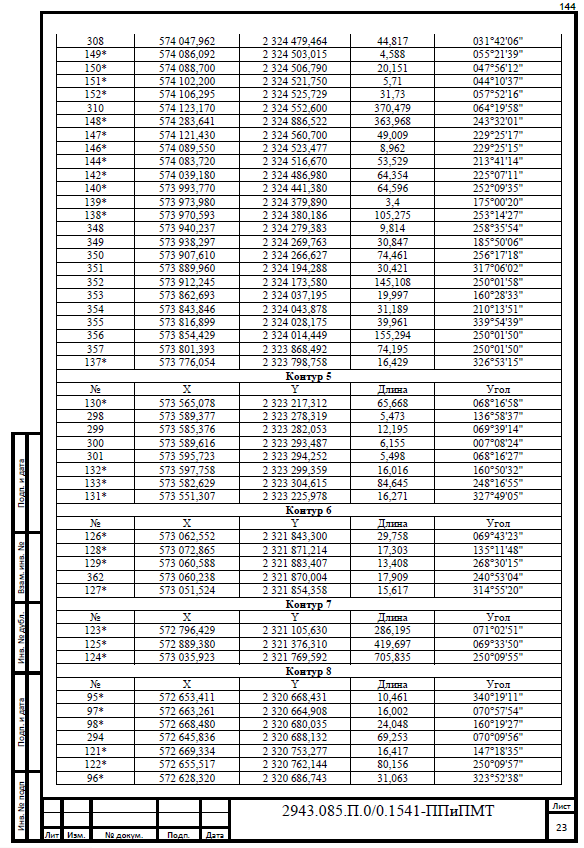 144
308 574 047,962 2 324 479,464 44,817 031°42'06"
149* 574 086,092 2 324 503,015 4,588 055°21'39"
150* 574 088,700 2 324 506,790 20,151 047°56'12"
151* 574 102,200 2 324 521,750 5,71 044°10'37"
152* 574 106,295 2 324 525,729 31,73 057°52'16"
310 574 123,170 2 324 552,600 370,479 064°19'58"
148* 574 283,641 2 324 886,522 363,968 243°32'01"
147* 574 121,430 2 324 560,700 49,009 229°25'17"
146* 574 089,550 2 324 523,477 8,962 229°25'15"
144* 574 083,720 2 324 516,670 53,529 213°41'14"
142* 574 039,180 2 324 486,980 64,354 225°07'11"
140* 573 993,770 2 324 441,380 64,596 252°09'35"
139* 573 973,980 2 324 379,890 3,4 175°00'20"
138* 573 970,593 2 324 380,186 105,275 253°14'27"
348 573 940,237 2 324 279,383 9,814 258°35'54"
349 573 938,297 2 324 269,763 30,847 185°50'06"
350 573 907,610 2 324 266,627 74,461 256°17'18"
351 573 889,960 2 324 194,288 30,421 317°06'02"
352 573 912,245 2 324 173,580 145,108 250°01'58"
353 573 862,693 2 324 037,195 19,997 160°28'33"
354 573 843,846 2 324 043,878 31,189 210°13'51"
355 573 816,899 2 324 028,175 39,961 339°54'39"
356 573 854,429 2 324 014,449 155,294 250°01'50"
357 573 801,393 2 323 868,492 74,195 250°01'50"
137* 573 776,054 2 323 798,758 16,429 326°53'15"
Контур 5
№ X Y Длина Угол
130* 573 565,078 2 323 217,312 65,668 068°16'58"
298 573 589,377 2 323 278,319 5,473 136°58'37"
299 573 585,376 2 323 282,053 12,195 069°39'14"
300 573 589,616 2 323 293,487 6,155 007°08'24"
301 573 595,723 2 323 294,252 5,498 068°16'27"
132* 573 597,758 2 323 299,359 16,016 160°50'32"
133* 573 582,629 2 323 304,615 84,645 248°16'55"
131* 573 551,307 2 323 225,978 16,271 327°49'05"
Контур 6
№ X Y Длина Угол
126* 573 062,552 2 321 843,300 29,758 069°43'23"
128* 573 072,865 2 321 871,214 17,303 135°11'48"
129* 573 060,588 2 321 883,407 13,408 268°30'15"
362 573 060,238 2 321 870,004 17,909 240°53'04"
127* 573 051,524 2 321 854,358 15,617 314°55'20"
Контур 7
№ X Y Длина Угол
123* 572 796,429 2 321 105,630 286,195 071°02'51"
125* 572 889,380 2 321 376,310 419,697 069°33'50"
124* 573 035,923 2 321 769,592 705,835 250°09'55"
Контур 8
№ X Y Длина Угол
95* 572 653,411 2 320 668,431 10,461 340°19'11"
97* 572 663,261 2 320 664,908 16,002 070°57'54"
98* 572 668,480 2 320 680,035 24,048 160°19'27"
294 572 645,836 2 320 688,132 69,253 070°09'56"
121* 572 669,334 2 320 753,277 16,417 147°18'35"
122* 572 655,517 2 320 762,144 80,156 250°09'57"
96* 572 628,320 2 320 686,743 31,063 323°52'38"
Подп. и дата
Взам. инв. №
Инв. № дубл.
Подп. и дата
Инв. № подл
2943.085.П.0/0.1541-ППиПМТ
Лист
23
Лит Изм. № докум. Подп. Дата